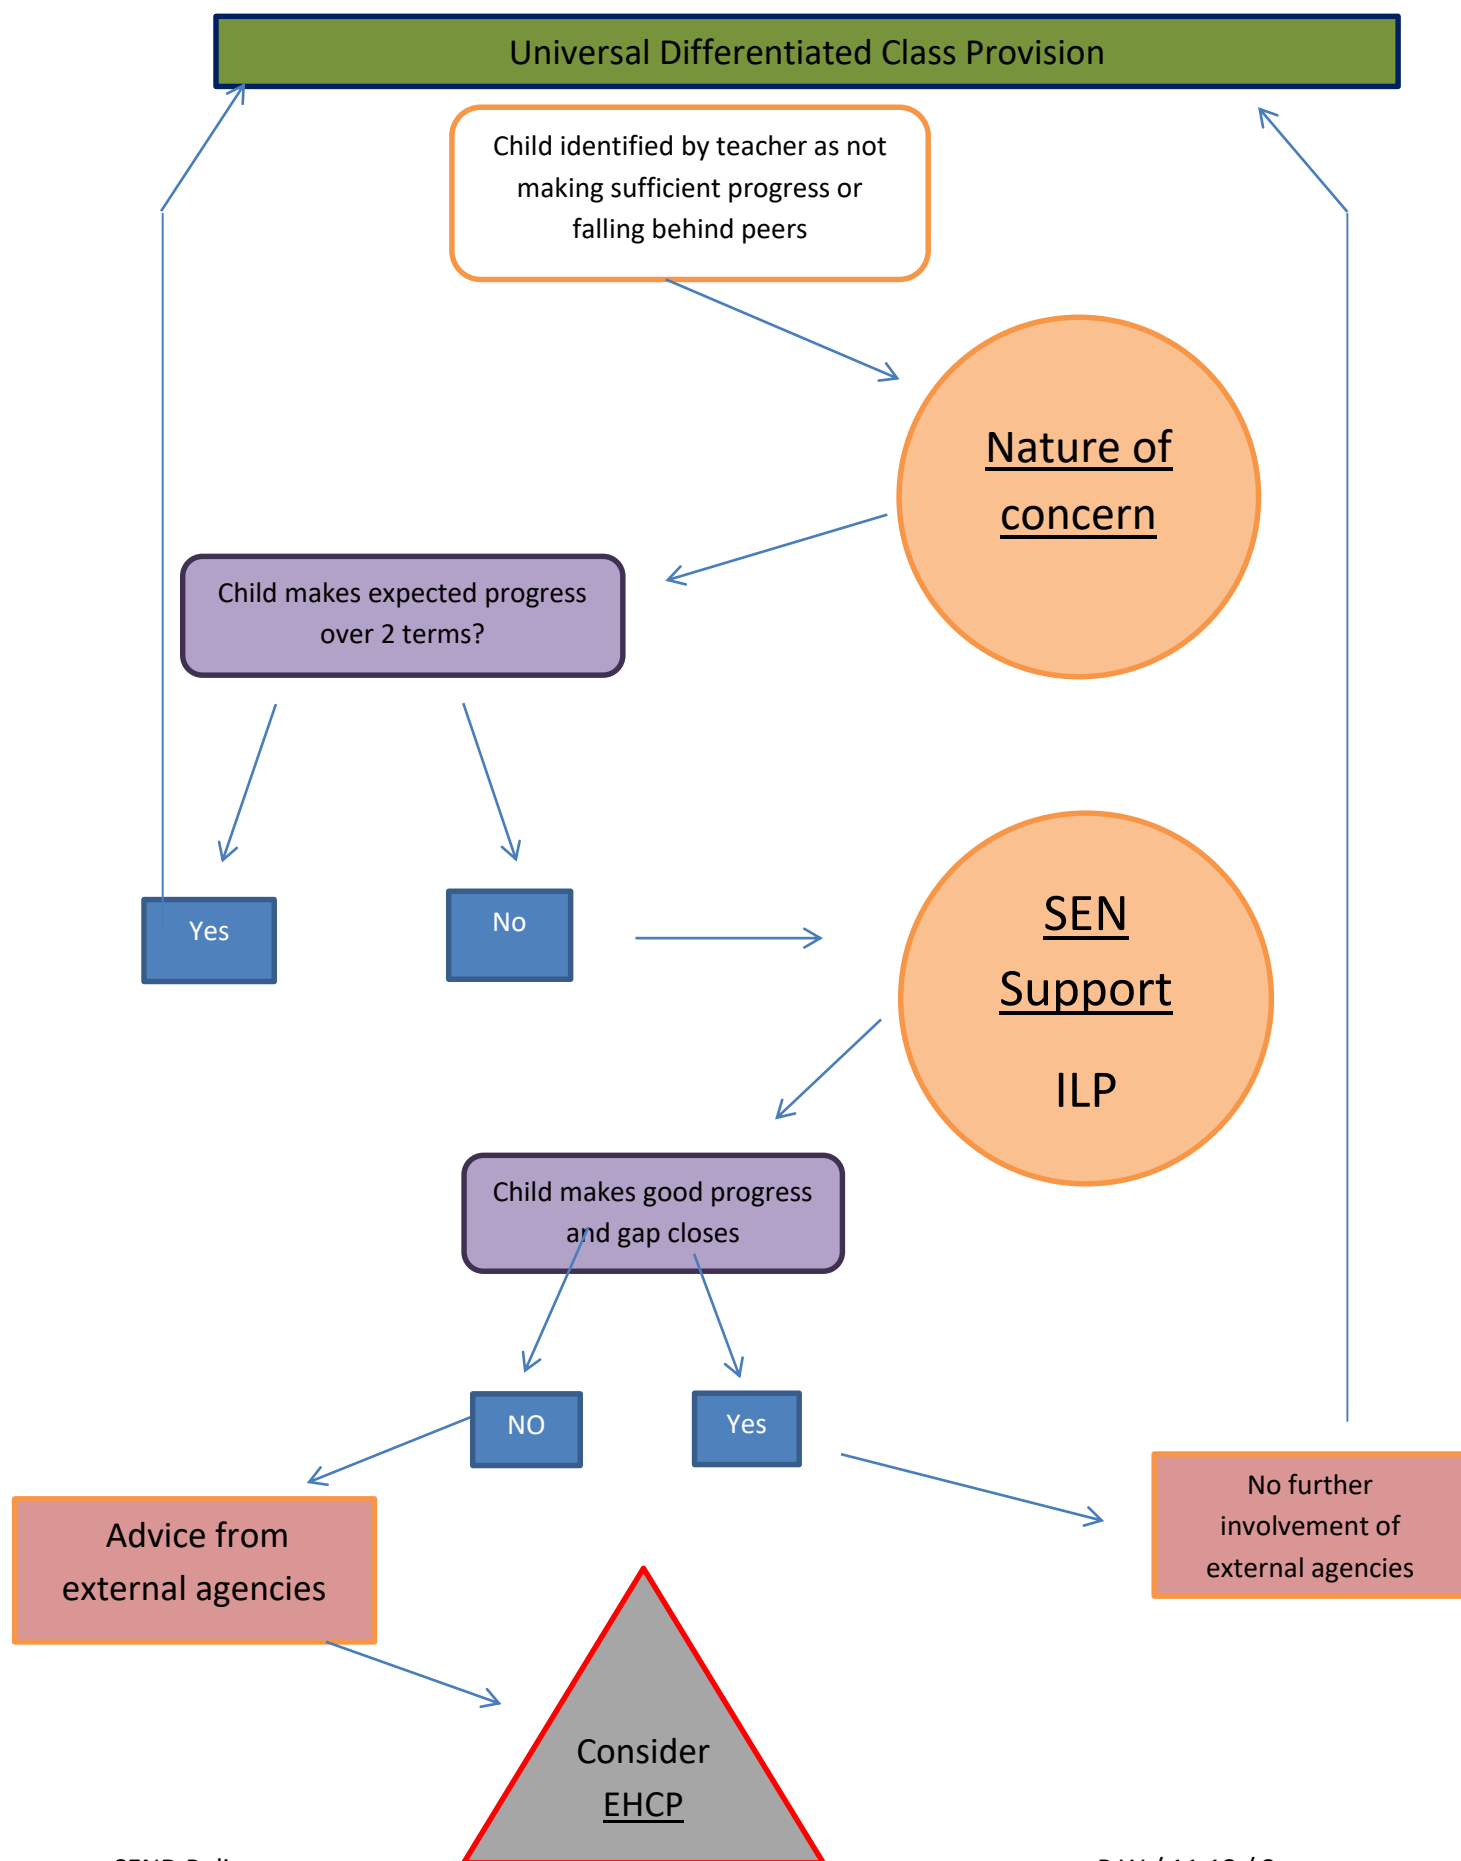 Universal Differentiated Class Provision
Child identified by teacher as not
making sufficient progress or
falling behind peers
Nature of
concern
Child makes expected progress
over 2 terms?
Yes
No
SEN
Support
ILP
Child makes good progress
and gap closes
NO
Yes
No further
involvement of
external agencies
Advice from
external agencies
Consider
EHCP